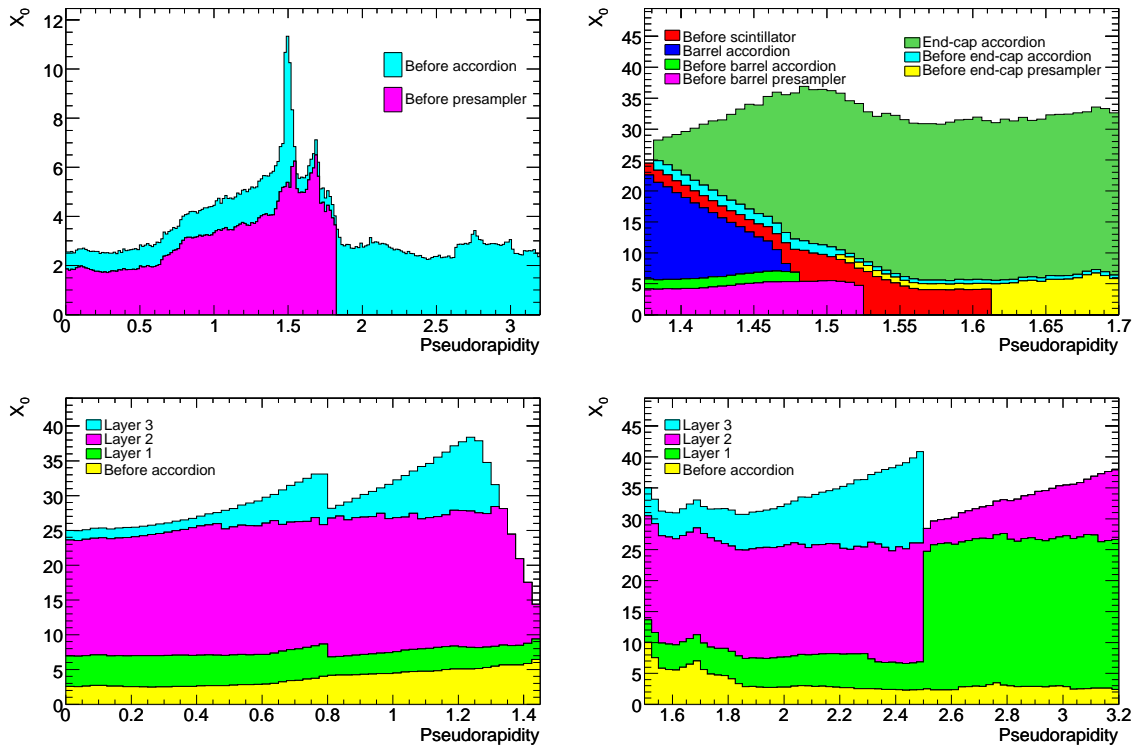 X0
12
10
8
6
4
2
0
Before accordion
Before presampler
0 0.5 1 1.5 2 2.5 3
Pseudorapidity
X0
45
40
35
30
25
20
15
10
5
0
Before scintillator
Barrel accordion
Before barrel accordion
Before barrel presampler
End-cap accordion
Before end-cap accordion
Before end-cap presampler
1.4 1.45 1.5 1.55 1.6 1.65 1.7
Pseudorapidity
X0
40
35
30
25
20
15
10
5
0
Layer 3
Layer 2
Layer 1
Before accordion
0 0.2 0.4 0.6 0.8 1 1.2 1.4
Pseudorapidity
X0
45
40
35
30
25
20
15
10
5
0
Layer 3
Layer 2
Layer 1
Before accordion
1.6 1.8 2 2.2 2.4 2.6 2.8 3 3.2
Pseudorapidity